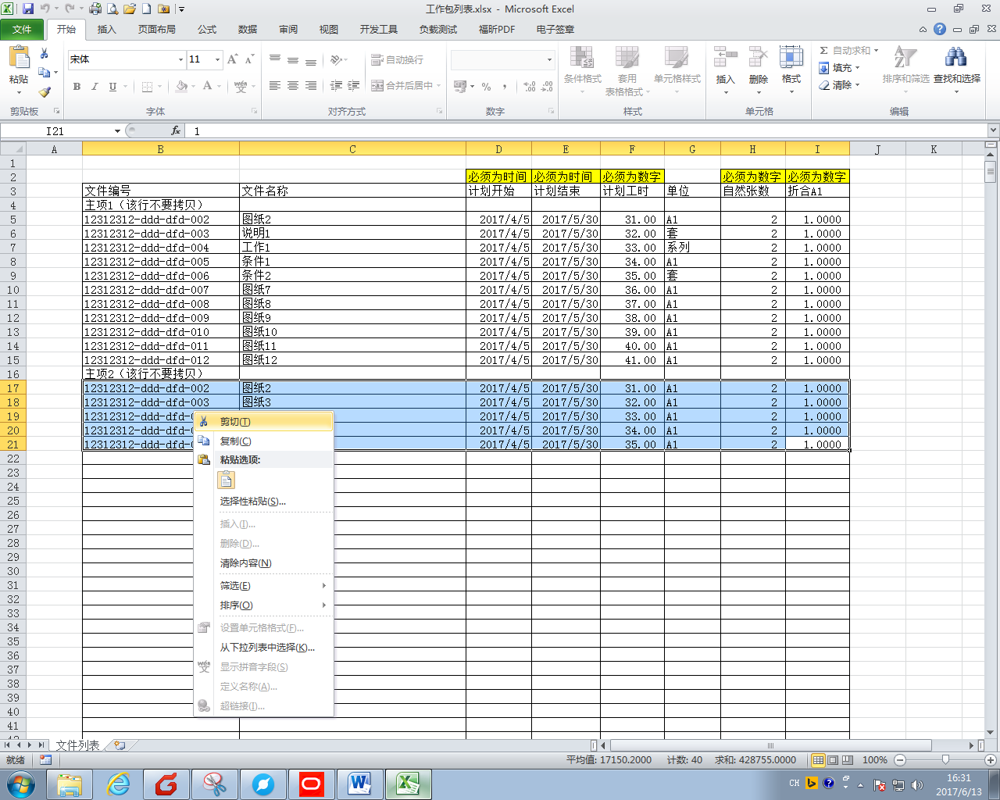 工作包列表.xlsx - Microsoft Excel
文件 开始 插入 页面布局 公式 数据 审阅 视图 开发工具 负载测试 福昕PDF 电子签章
粘贴
剪贴板
宋体 11
B I U
字体
自动换行
合并后居中
对齐方式
数字
条件格式 套用表格格式 单元格样式
样式
插入 删除 格式
单元格
Σ 自动求和
填充
清除
排序和筛选 查找和选择
编辑
I21 fx 1
A B C D E F G H I J K
1
2 必须为时间 必须为时间 必须为数字 必须为数字 必须为数字
3 文件编号 文件名称 计划开始 计划结束 计划工时 单位 自然张数 折合A1
4 主项1（该行不要拷贝）
5 12312312-ddd-dfd-002 图纸2 2017/4/5 2017/5/30 31.00 A1 2 1.0000
6 12312312-ddd-dfd-003 说明1 2017/4/5 2017/5/30 32.00 套 2 1.0000
7 12312312-ddd-dfd-004 工作1 2017/4/5 2017/5/30 33.00 系列 2 1.0000
8 12312312-ddd-dfd-005 条件1 2017/4/5 2017/5/30 34.00 A1 2 1.0000
9 12312312-ddd-dfd-006 条件2 2017/4/5 2017/5/30 35.00 套 2 1.0000
10 12312312-ddd-dfd-007 图纸7 2017/4/5 2017/5/30 36.00 A1 2 1.0000
11 12312312-ddd-dfd-008 图纸8 2017/4/5 2017/5/30 37.00 A1 2 1.0000
12 12312312-ddd-dfd-009 图纸9 2017/4/5 2017/5/30 38.00 A1 2 1.0000
13 12312312-ddd-dfd-010 图纸10 2017/4/5 2017/5/30 39.00 A1 2 1.0000
14 12312312-ddd-dfd-011 图纸11 2017/4/5 2017/5/30 40.00 A1 2 1.0000
15 12312312-ddd-dfd-012 图纸12 2017/4/5 2017/5/30 41.00 A1 2 1.0000
16 主项2（该行不要拷贝）
17 12312312-ddd-dfd-002 图纸2 2017/4/5 2017/5/30 31.00 A1 2 1.0000
18 12312312-ddd-dfd-003 图纸3 2017/4/5 2017/5/30 32.00 A1 2 1.0000
19 12312312-ddd-dfd- 2017/4/5 2017/5/30 33.00 A1 2 1.0000
20 12312312-ddd-dfd- 2017/4/5 2017/5/30 34.00 A1 2 1.0000
21 12312312-ddd-dfd- 2017/4/5 2017/5/30 35.00 A1 2 1.0000
22
23
24
25
26
27
28
29
30
31
32
33
34
35
36
37
38
39
40
41
剪切(T)
复制(C)
粘贴选项:
选择性粘贴(S)...
插入(I)...
删除(D)...
清除内容(N)
筛选(E)
排序(O)
设置单元格格式(F)...
从下拉列表中选择(K)...
显示拼音字段(S)
定义名称(A)...
超链接(I)...
文件列表
就绪 平均值: 17150.2000 计数: 40 求和: 428755.0000 100%
CH 16:31
2017/6/13